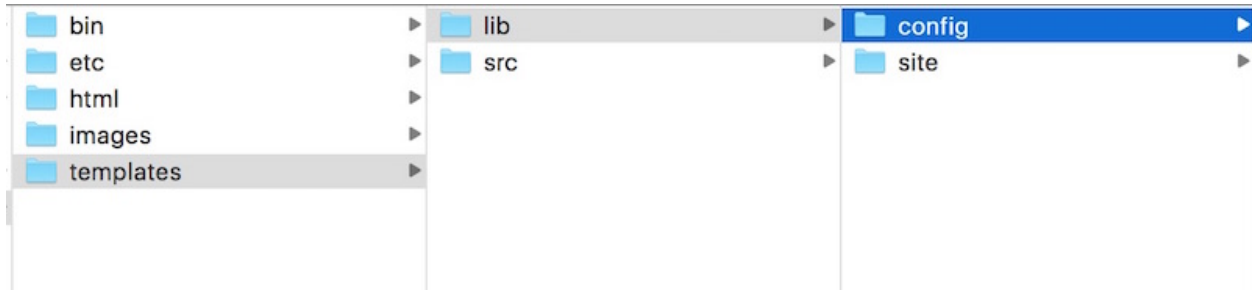 bin
etc
html
images
templates
lib
src
config
site